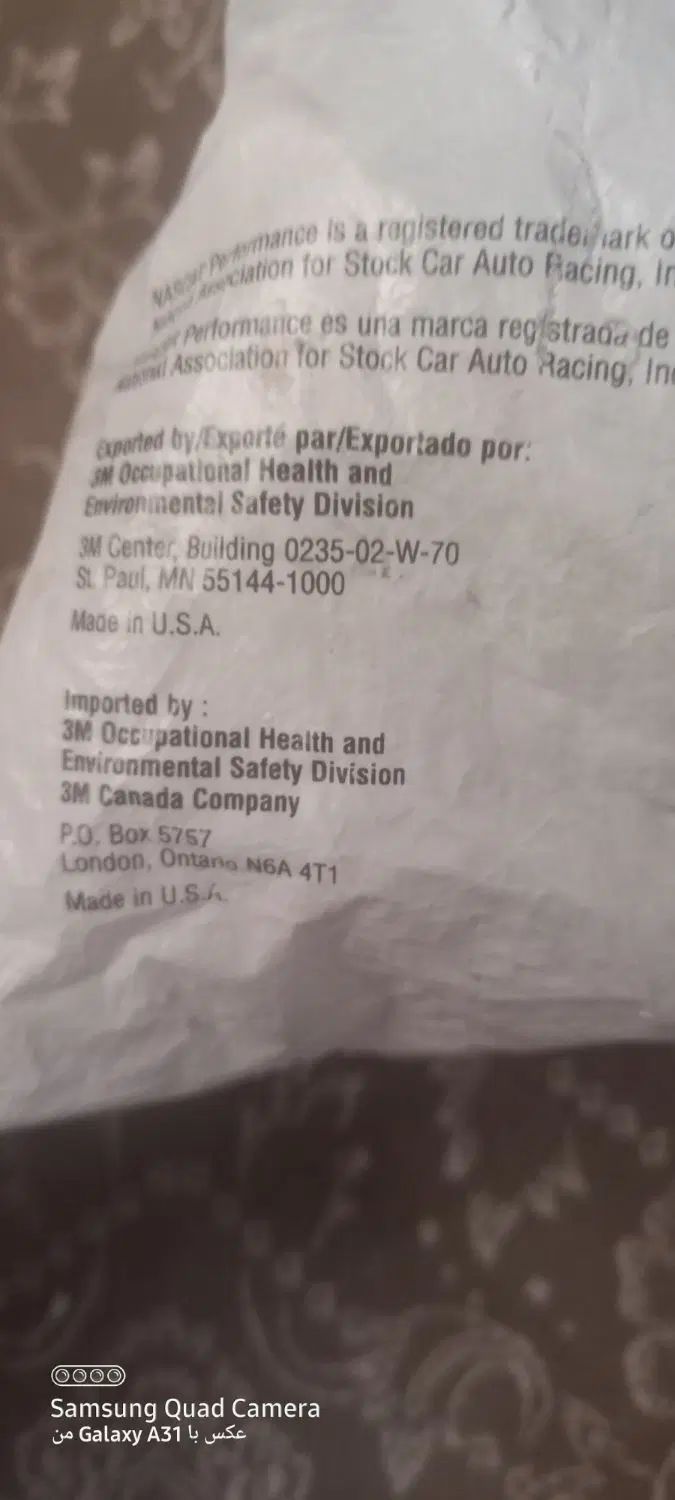 NASCAR Performance is a registered trademark o
National Association for Stock Car Auto Racing, In
Performance es una marca registrada de
National Association for Stock Car Auto Racing, Inc
Exported by/Exporté par/Exportado por:
3M Occupational Health and
Environmental Safety Division
3M Center, Building 0235-02-W-70
St. Paul, MN 55144-1000
Made in U.S.A.
Imported by :
3M Occupational Health and
Environmental Safety Division
3M Canada Company
P.O. Box 5757
London, Ontario N6A 4T1
Made in U.S.A.
Samsung Quad Camera
عکس با Galaxy A31 من